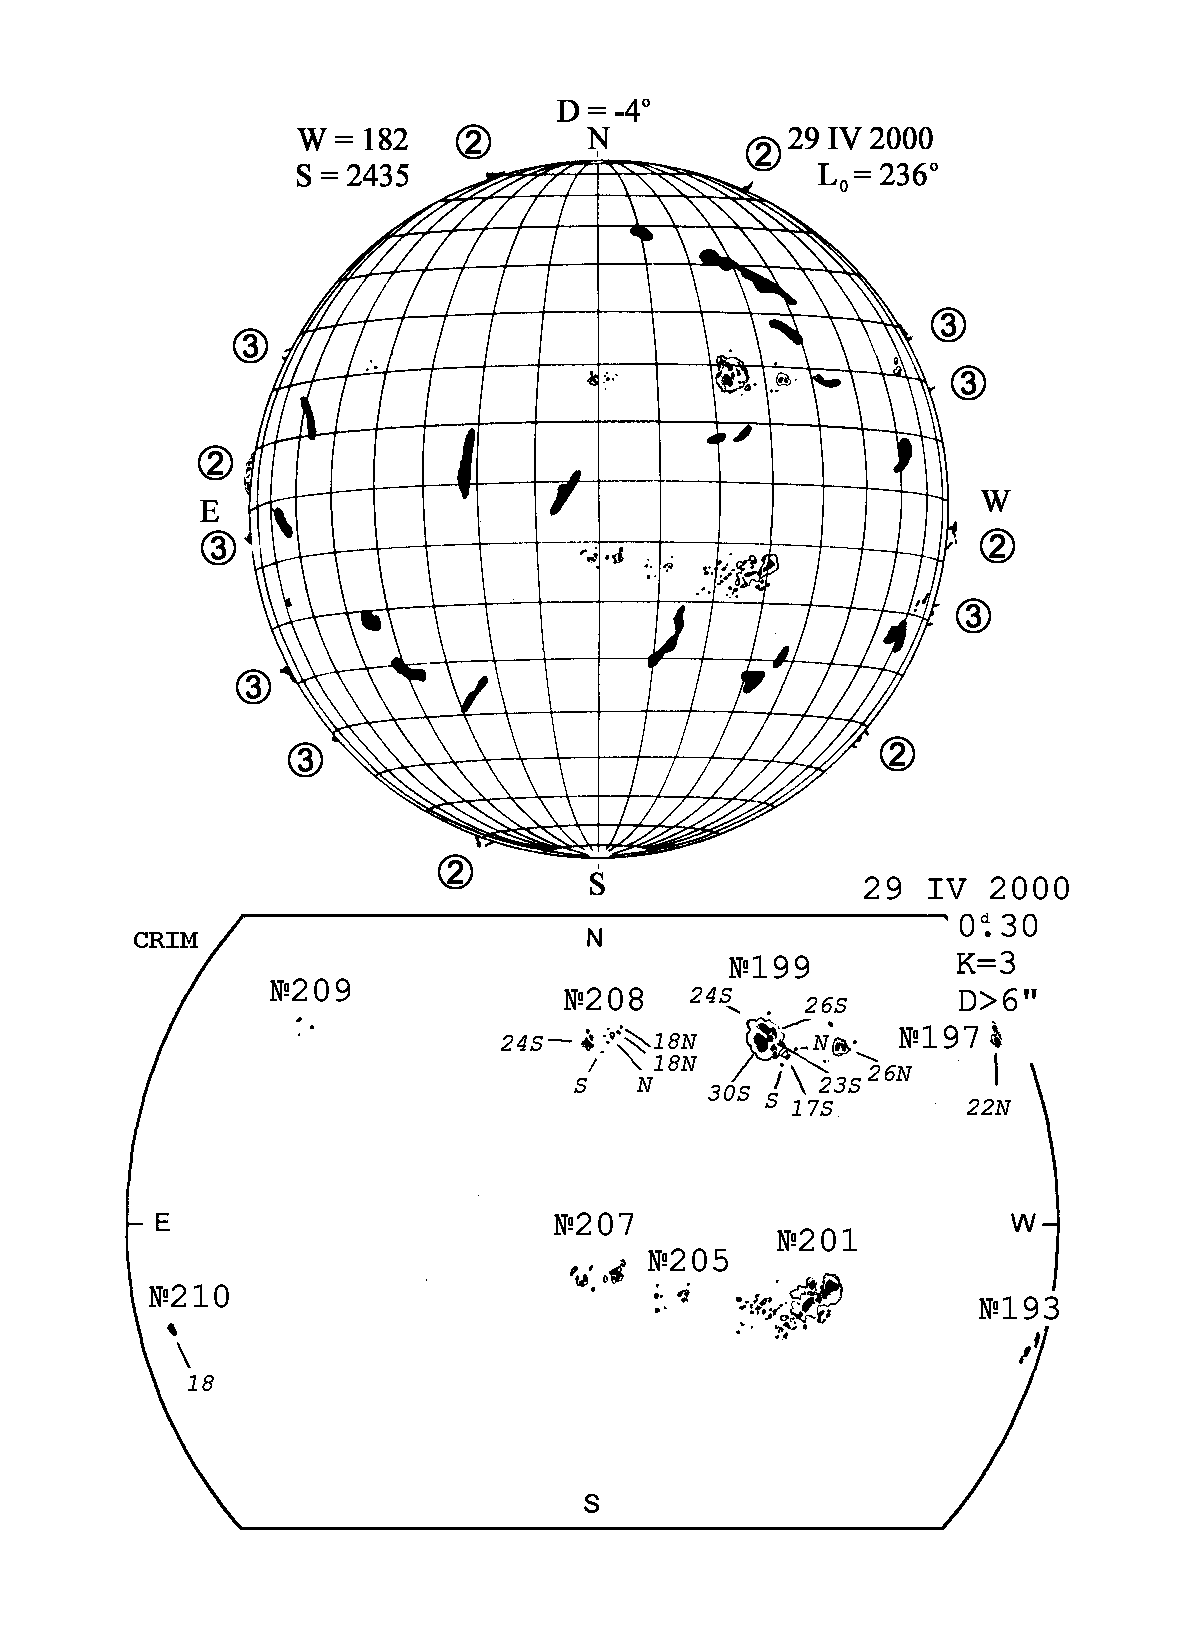 D = -4°
W = 182
N
29 IV 2000
S = 2435
L₀ = 236°
②
②
③
③
③
②
E
W
③
②
③
③
③
②
②
S
29 IV 2000
CRIM
N
0ᵈ.30
K=3
D>6"
№209
№208
№199
№197
24S
26S
24S
18N
18N
N
S
N
30S
S
17S
23S
26N
22N
E
W
№207
№205
№201
№210
№193
18
S